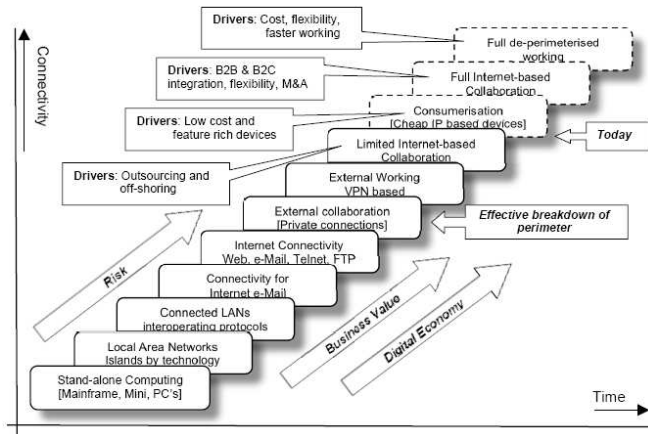 Connectivity
Drivers: Cost, flexibility,
faster working
Full de-perimeterised
working
Drivers: B2B & B2C
integration, flexibility, M&A
Full Internet-based
Collaboration
Drivers: Low cost and
feature rich devices
Consumerisation
[Cheap IP based devices]
Today
Limited Internet-based
Collaboration
Drivers: Outsourcing and
off-shoring
External Working
VPN based
External collaboration
[Private connections]
Effective breakdown of
perimeter
Internet Connectivity
Web, e-Mail, Telnet, FTP
Risk
Connectivity for
Internet e-Mail
Business Value
Digital Economy
Connected LANs
interoperating protocols
Local Area Networks
Islands by technology
Stand-alone Computing
[Mainframe, Mini, PC's]
Time